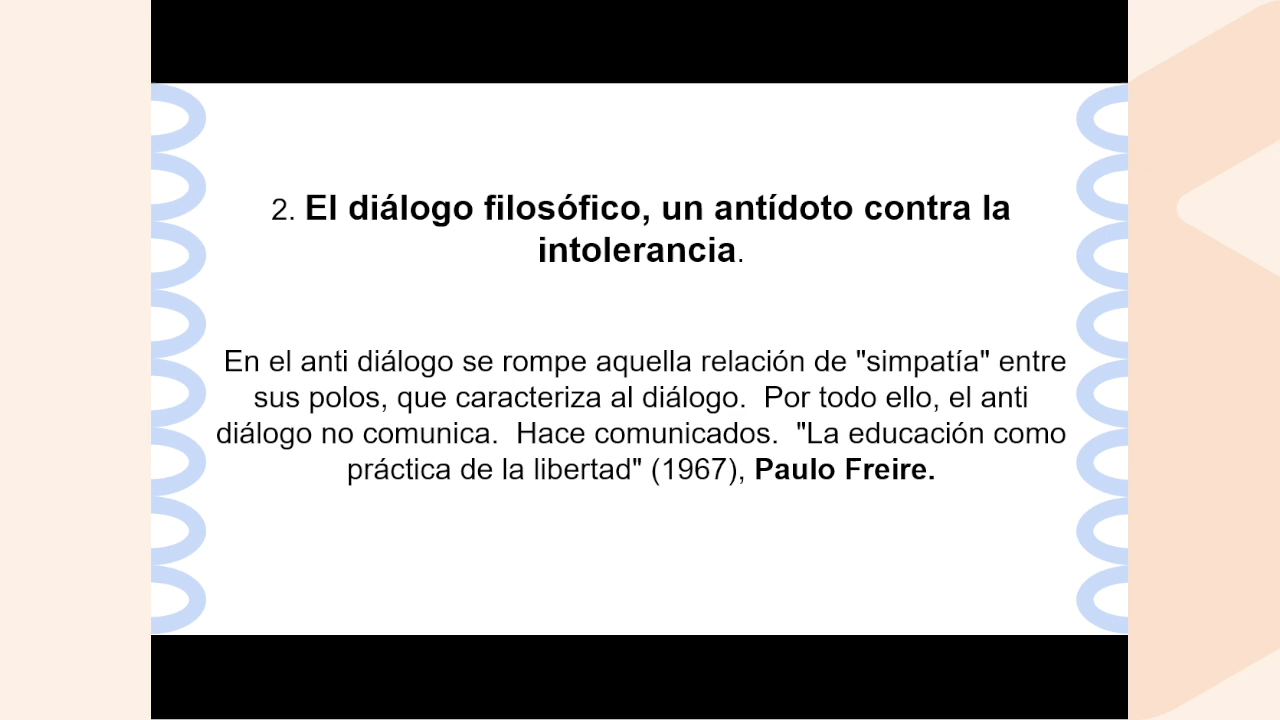 2. El diálogo filosófico, un antídoto contra la
intolerancia.
En el anti diálogo se rompe aquella relación de "simpatía" entre
sus polos, que caracteriza al diálogo.  Por todo ello, el anti
diálogo no comunica.  Hace comunicados.  "La educación como
práctica de la libertad" (1967), Paulo Freire.